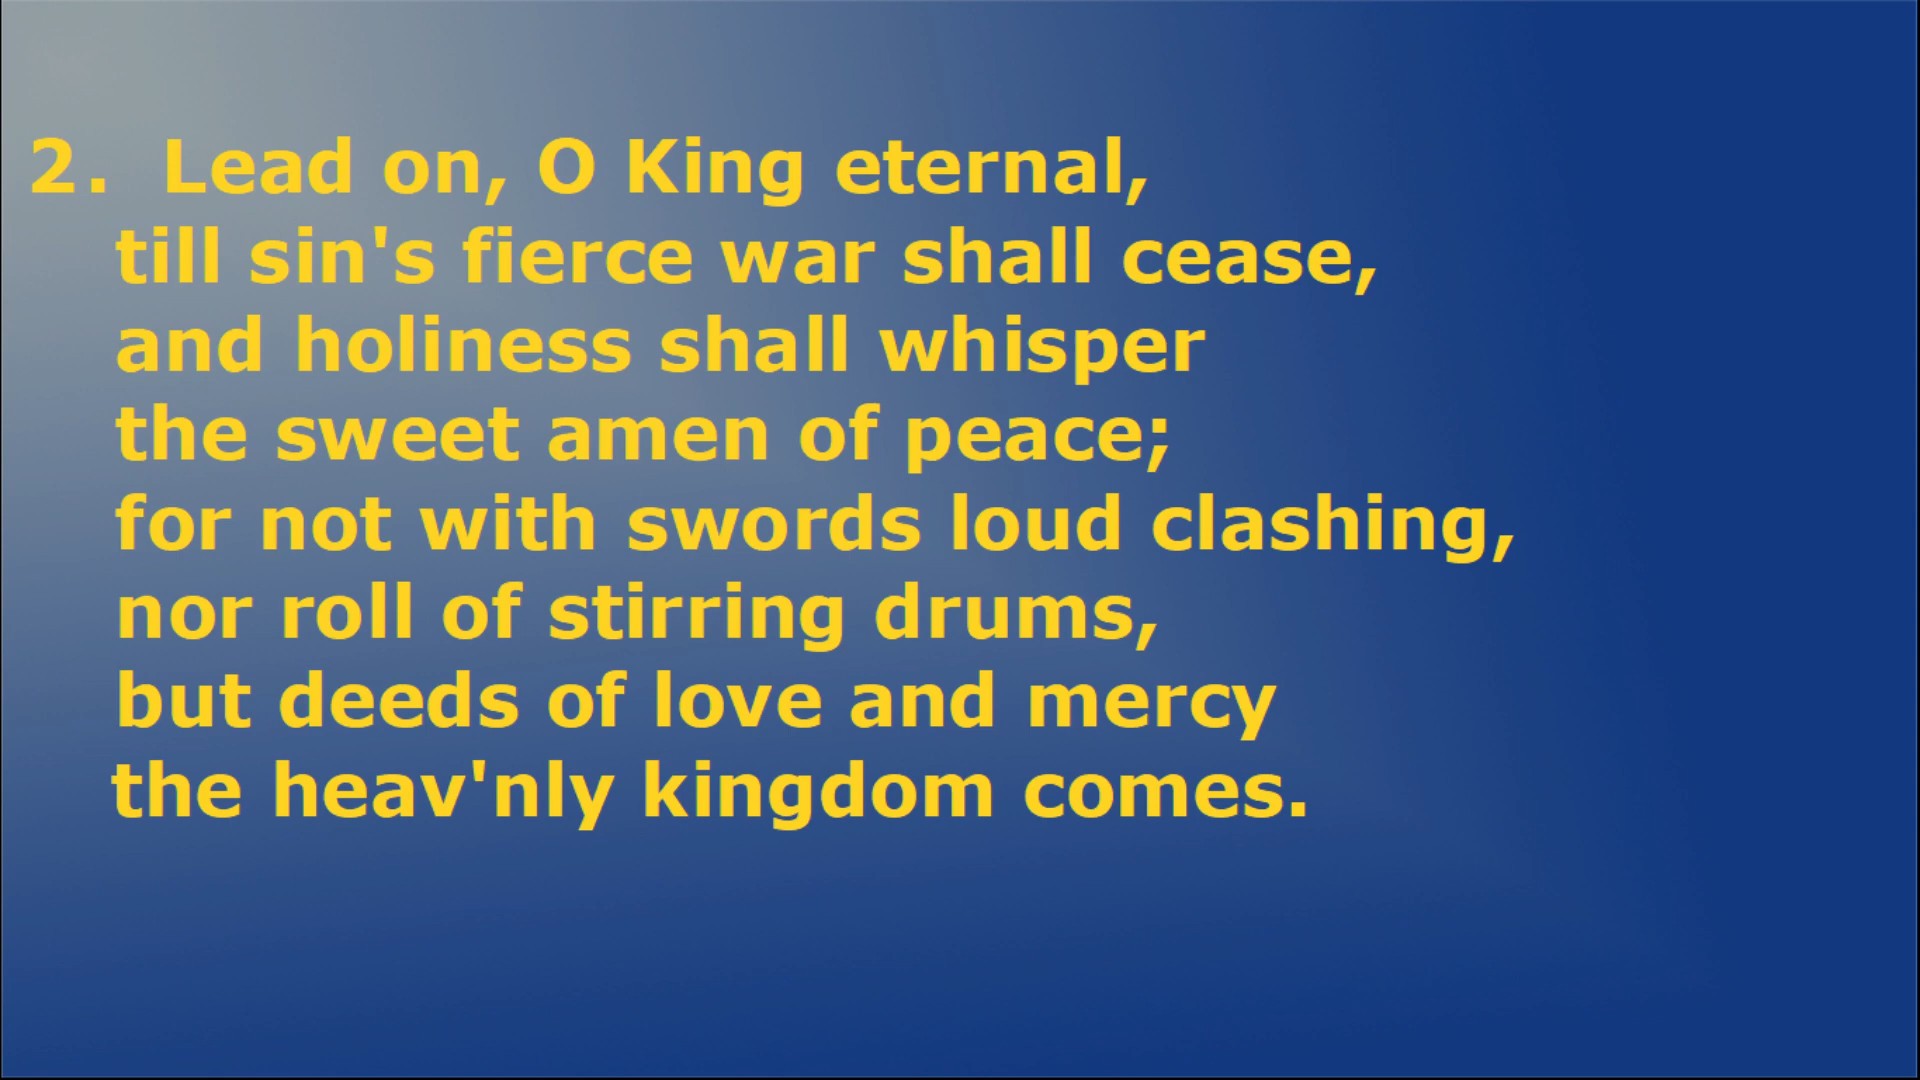 2. Lead on, O King eternal,
till sin's fierce war shall cease,
and holiness shall whisper
the sweet amen of peace;
for not with swords loud clashing,
nor roll of stirring drums,
but deeds of love and mercy
the heav'nly kingdom comes.